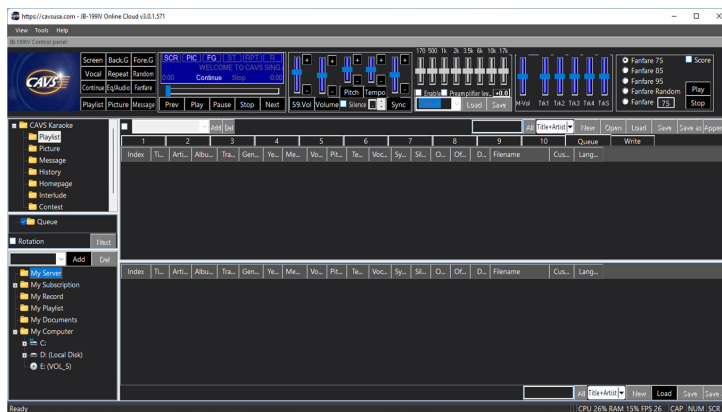 https://cavsusa.com - JB-199IV Online Cloud v3.0.1.571
View Tools Help
JB-199IV Control panel
CAVS
Screen Back.G Fore.G
Vocal Repeat Random
Continue Eq/Audio Fanfare
Playlist Picture Message
SCR PIC FG ST RPT R
WELCOME TO CAVS SING
0:00 Continue Stop -0:00
Prev Play Pause Stop Next
S9.Vol Volume Silence Sync
Pitch Tempo
170 500 1k 2k 3.5k 6k 10k 17k
Enable Preamplifier lev... +0.0
Load Save
M-Vol Trk1 Trk2 Trk3 Trk4 Trk5
Fanfare 75
Fanfare 85
Fanfare 95
Fanfare Random
Fanfare 75
Score
Play
Stop
CAVS Karaoke
Playlist
Picture
Message
History
Homepage
Interlude
Contest
Queue
Rotation Next
Add Del
My Server
My Subscription
My Record
My Playlist
My Documents
My Computer
C:
D: (Local Disk)
E: (VOL_5)
Add Del
All Title+Artist New Open Load Save Save as Appen
1 2 3 4 5 6 7 8 9 10 Queue Write
Index Ti... Arti... Albu... Tra... Gen... Ye... Me... Vo... Pit... Te... Voc... Sy... Sil... O... Of... D... Filename Cus... Lang...
Index Ti... Arti... Albu... Tra... Gen... Ye... Me... Vo... Pit... Te... Voc... Sy... Sil... O... Of... D... Filename Cus... Lang...
All Title+Artist New Load Save Save
Ready
CPU 26% RAM 15% FPS 26 CAP NUM SCR